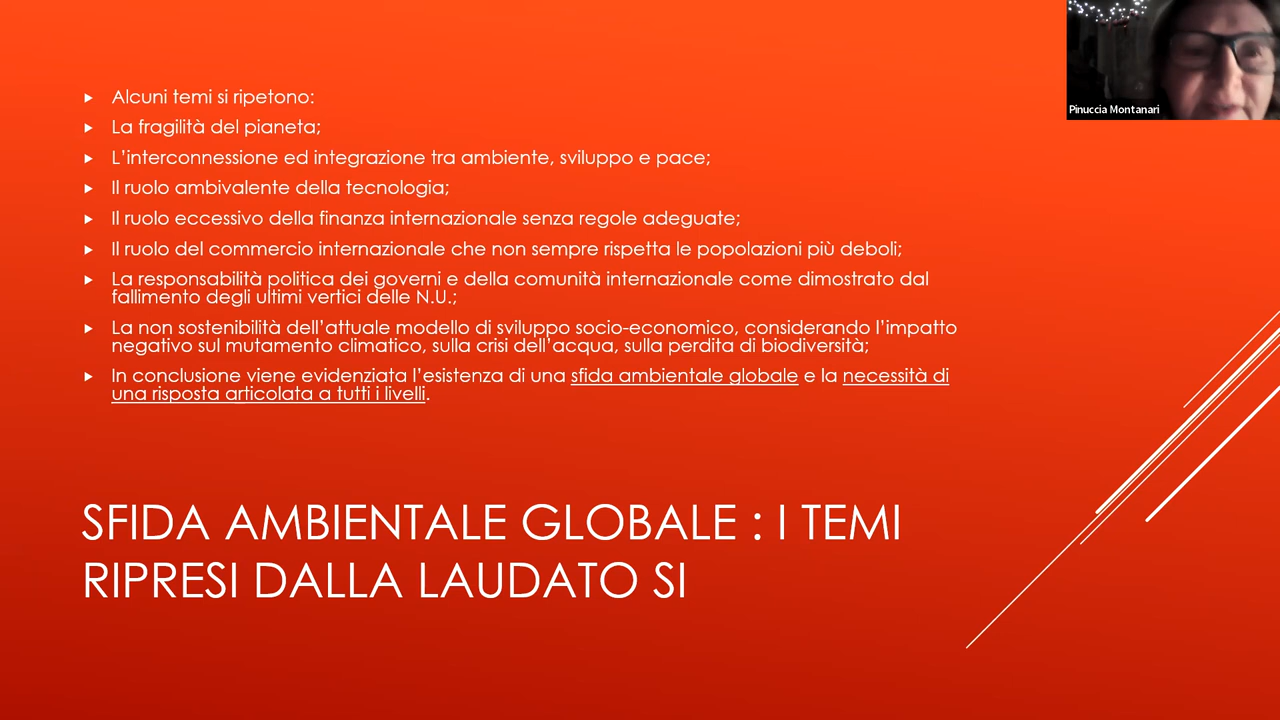 Alcuni temi si ripetono:
La fragilità del pianeta;
L'interconnessione ed integrazione tra ambiente, sviluppo e pace;
Il ruolo ambivalente della tecnologia;
Il ruolo eccessivo della finanza internazionale senza regole adeguate;
Il ruolo del commercio internazionale che non sempre rispetta le popolazioni più deboli;
La responsabilità politica dei governi e della comunità internazionale come dimostrato dal
fallimento degli ultimi vertici delle N.U.;
La non sostenibilità dell'attuale modello di sviluppo socio-economico, considerando l'impatto
negativo sul mutamento climatico, sulla crisi dell'acqua, sulla perdita di biodiversità;
In conclusione viene evidenziata l'esistenza di una sfida ambientale globale e la necessità di
una risposta articolata a tutti i livelli.
SFIDA AMBIENTALE GLOBALE : I TEMI
RIPRESI DALLA LAUDATO SI
Pinuccia Montanari